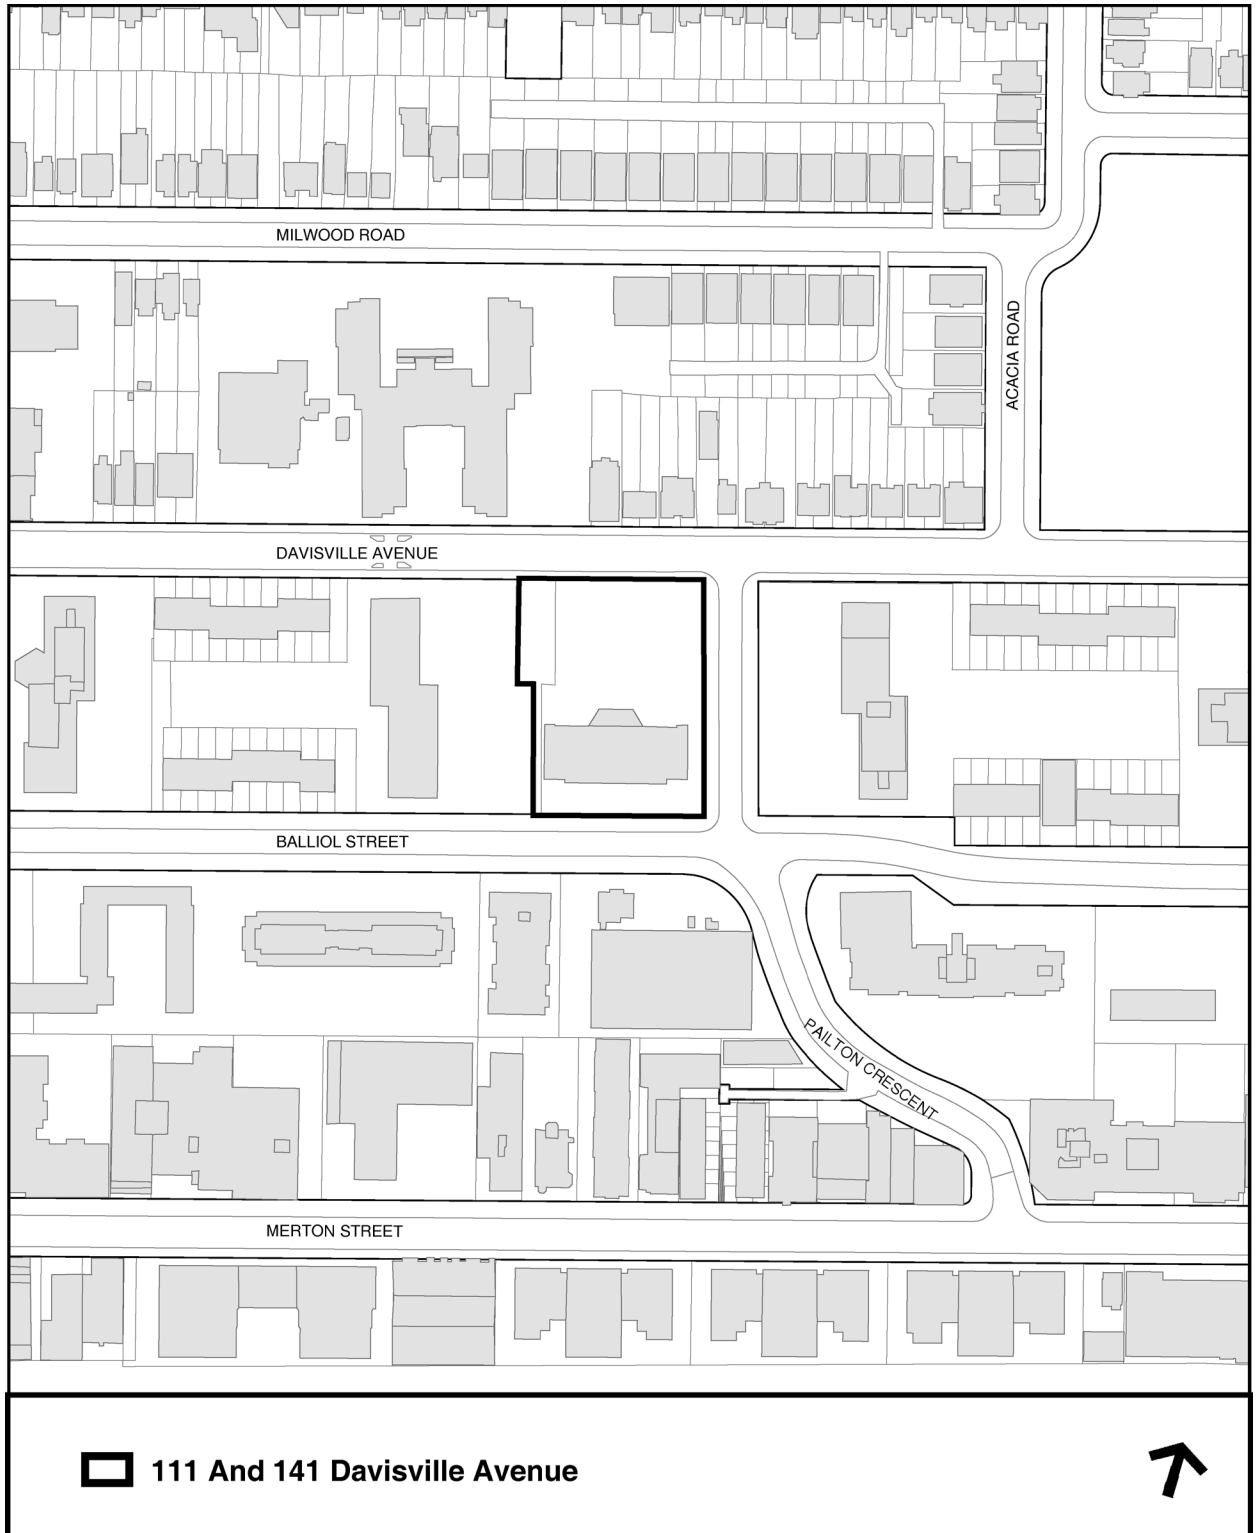 MILWOOD ROAD
ACACIA ROAD
DAVISVILLE AVENUE
BALLIOL STREET
PAILTON CRESCENT
MERTON STREET
111 And 141 Davisville Avenue